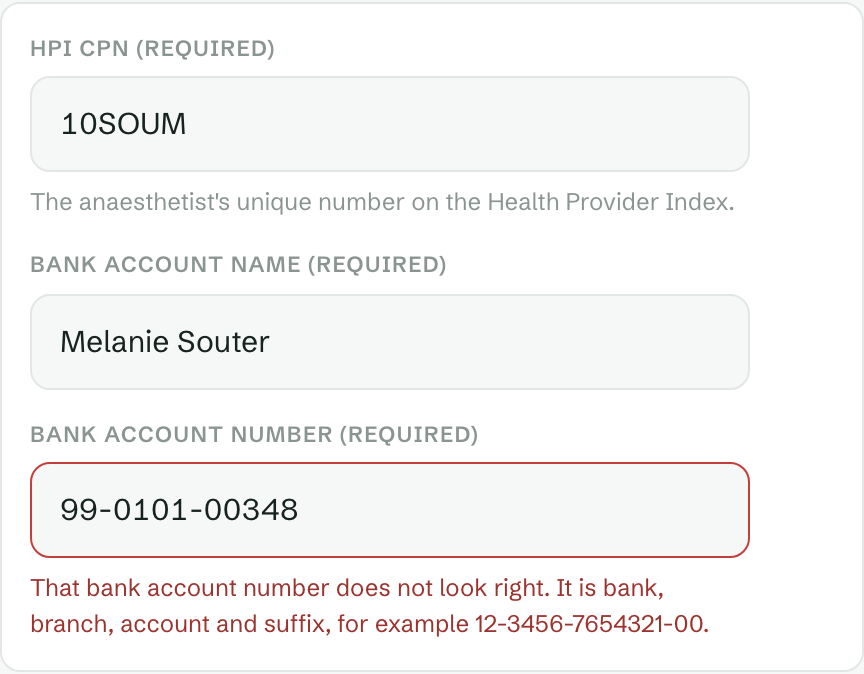 HPI CPN (REQUIRED)
10SOUM
The anaesthetist's unique number on the Health Provider Index.
BANK ACCOUNT NAME (REQUIRED)
Melanie Souter
BANK ACCOUNT NUMBER (REQUIRED)
99-0101-00348
That bank account number does not look right. It is bank,
branch, account and suffix, for example 12-3456-7654321-00.